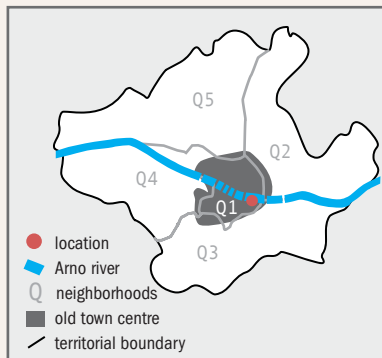 Q5
Q2
Q4
Q1
Q3
location
Arno river
Q neighborhoods
old town centre
territorial boundary